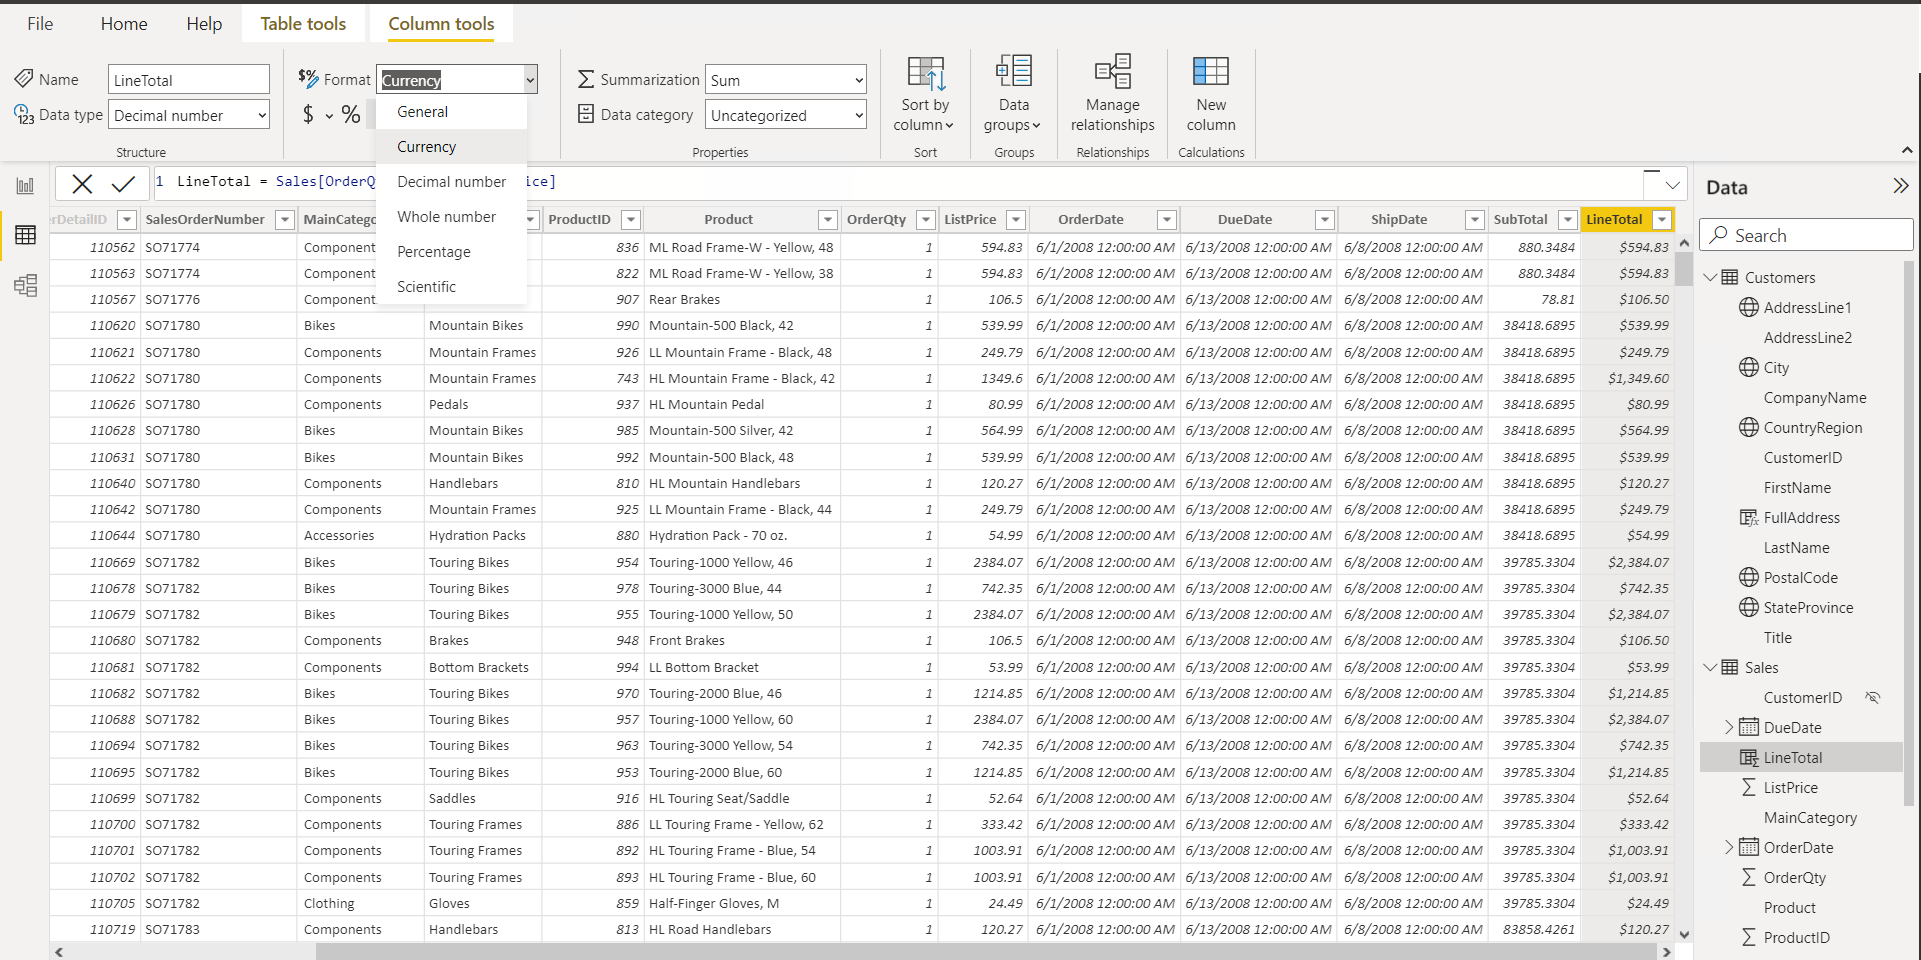 File Home Help Table tools Column tools
Name LineTotal $% Format Currency Summarization Sum Sort by column Data groups Manage relationships New column
123 Data type Decimal number $ % Data category Uncategorized
Structure Properties Sort Groups Relationships Calculations
General
Currency
Decimal number
Whole number
Percentage
Scientific
1 LineTotal = Sales[OrderQ ice]
rDetailID SalesOrderNumber MainCatego ProductID Product OrderQty ListPrice OrderDate DueDate ShipDate SubTotal LineTotal
110562 SO71774 Component 836 ML Road Frame-W - Yellow, 48 1 594.83 6/1/2008 12:00:00 AM 6/13/2008 12:00:00 AM 6/8/2008 12:00:00 AM 880.3484 $594.83
110563 SO71774 Component 822 ML Road Frame-W - Yellow, 38 1 594.83 6/1/2008 12:00:00 AM 6/13/2008 12:00:00 AM 6/8/2008 12:00:00 AM 880.3484 $594.83
110567 SO71776 Component 907 Rear Brakes 1 106.5 6/1/2008 12:00:00 AM 6/13/2008 12:00:00 AM 6/8/2008 12:00:00 AM 78.81 $106.50
110620 SO71780 Bikes Mountain Bikes 990 Mountain-500 Black, 42 1 539.99 6/1/2008 12:00:00 AM 6/13/2008 12:00:00 AM 6/8/2008 12:00:00 AM 38418.6895 $539.99
110621 SO71780 Components Mountain Frames 926 LL Mountain Frame - Black, 48 1 249.79 6/1/2008 12:00:00 AM 6/13/2008 12:00:00 AM 6/8/2008 12:00:00 AM 38418.6895 $249.79
110622 SO71780 Components Mountain Frames 743 HL Mountain Frame - Black, 42 1 1349.6 6/1/2008 12:00:00 AM 6/13/2008 12:00:00 AM 6/8/2008 12:00:00 AM 38418.6895 $1,349.60
110626 SO71780 Components Pedals 937 HL Mountain Pedal 1 80.99 6/1/2008 12:00:00 AM 6/13/2008 12:00:00 AM 6/8/2008 12:00:00 AM 38418.6895 $80.99
110628 SO71780 Bikes Mountain Bikes 985 Mountain-500 Silver, 42 1 564.99 6/1/2008 12:00:00 AM 6/13/2008 12:00:00 AM 6/8/2008 12:00:00 AM 38418.6895 $564.99
110631 SO71780 Bikes Mountain Bikes 992 Mountain-500 Black, 48 1 539.99 6/1/2008 12:00:00 AM 6/13/2008 12:00:00 AM 6/8/2008 12:00:00 AM 38418.6895 $539.99
110640 SO71780 Components Handlebars 810 HL Mountain Handlebars 1 120.27 6/1/2008 12:00:00 AM 6/13/2008 12:00:00 AM 6/8/2008 12:00:00 AM 38418.6895 $120.27
110642 SO71780 Components Mountain Frames 925 LL Mountain Frame - Black, 44 1 249.79 6/1/2008 12:00:00 AM 6/13/2008 12:00:00 AM 6/8/2008 12:00:00 AM 38418.6895 $249.79
110644 SO71780 Accessories Hydration Packs 880 Hydration Pack - 70 oz. 1 54.99 6/1/2008 12:00:00 AM 6/13/2008 12:00:00 AM 6/8/2008 12:00:00 AM 38418.6895 $54.99
110669 SO71782 Bikes Touring Bikes 954 Touring-1000 Yellow, 46 1 2384.07 6/1/2008 12:00:00 AM 6/13/2008 12:00:00 AM 6/8/2008 12:00:00 AM 39785.3304 $2,384.07
110678 SO71782 Bikes Touring Bikes 978 Touring-3000 Blue, 44 1 742.35 6/1/2008 12:00:00 AM 6/13/2008 12:00:00 AM 6/8/2008 12:00:00 AM 39785.3304 $742.35
110679 SO71782 Bikes Touring Bikes 955 Touring-1000 Yellow, 50 1 2384.07 6/1/2008 12:00:00 AM 6/13/2008 12:00:00 AM 6/8/2008 12:00:00 AM 39785.3304 $2,384.07
110680 SO71782 Components Brakes 948 Front Brakes 1 106.5 6/1/2008 12:00:00 AM 6/13/2008 12:00:00 AM 6/8/2008 12:00:00 AM 39785.3304 $106.50
110681 SO71782 Components Bottom Brackets 994 LL Bottom Bracket 1 53.99 6/1/2008 12:00:00 AM 6/13/2008 12:00:00 AM 6/8/2008 12:00:00 AM 39785.3304 $53.99
110682 SO71782 Bikes Touring Bikes 970 Touring-2000 Blue, 46 1 1214.85 6/1/2008 12:00:00 AM 6/13/2008 12:00:00 AM 6/8/2008 12:00:00 AM 39785.3304 $1,214.85
110688 SO71782 Bikes Touring Bikes 957 Touring-1000 Yellow, 60 1 2384.07 6/1/2008 12:00:00 AM 6/13/2008 12:00:00 AM 6/8/2008 12:00:00 AM 39785.3304 $2,384.07
110694 SO71782 Bikes Touring Bikes 963 Touring-3000 Yellow, 54 1 742.35 6/1/2008 12:00:00 AM 6/13/2008 12:00:00 AM 6/8/2008 12:00:00 AM 39785.3304 $742.35
110695 SO71782 Bikes Touring Bikes 953 Touring-2000 Blue, 60 1 1214.85 6/1/2008 12:00:00 AM 6/13/2008 12:00:00 AM 6/8/2008 12:00:00 AM 39785.3304 $1,214.85
110699 SO71782 Components Saddles 916 HL Touring Seat/Saddle 1 52.64 6/1/2008 12:00:00 AM 6/13/2008 12:00:00 AM 6/8/2008 12:00:00 AM 39785.3304 $52.64
110700 SO71782 Components Touring Frames 886 LL Touring Frame - Yellow, 62 1 333.42 6/1/2008 12:00:00 AM 6/13/2008 12:00:00 AM 6/8/2008 12:00:00 AM 39785.3304 $333.42
110701 SO71782 Components Touring Frames 892 HL Touring Frame - Blue, 54 1 1003.91 6/1/2008 12:00:00 AM 6/13/2008 12:00:00 AM 6/8/2008 12:00:00 AM 39785.3304 $1,003.91
110702 SO71782 Components Touring Frames 893 HL Touring Frame - Blue, 60 1 1003.91 6/1/2008 12:00:00 AM 6/13/2008 12:00:00 AM 6/8/2008 12:00:00 AM 39785.3304 $1,003.91
110705 SO71782 Clothing Gloves 859 Half-Finger Gloves, M 1 24.49 6/1/2008 12:00:00 AM 6/13/2008 12:00:00 AM 6/8/2008 12:00:00 AM 39785.3304 $24.49
110719 SO71783 Components Handlebars 813 HL Road Handlebars 1 120.27 6/1/2008 12:00:00 AM 6/13/2008 12:00:00 AM 6/8/2008 12:00:00 AM 83858.4261 $120.27
Data
Search
Customers
AddressLine1
AddressLine2
City
CompanyName
CountryRegion
CustomerID
FirstName
FullAddress
LastName
PostalCode
StateProvince
Title
Sales
CustomerID
DueDate
LineTotal
ListPrice
MainCategory
OrderDate
OrderQty
Product
ProductID